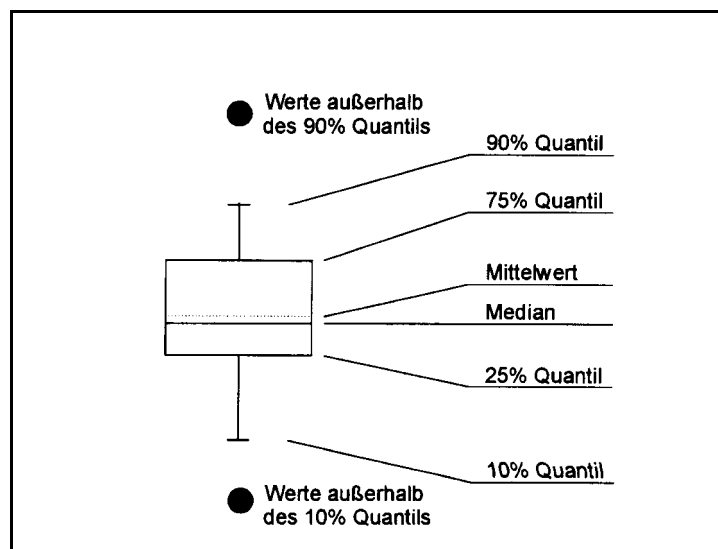 Werte außerhalb
des 90% Quantils
90% Quantil
75% Quantil
Mittelwert
Median
25% Quantil
10% Quantil
Werte außerhalb
des 10% Quantils